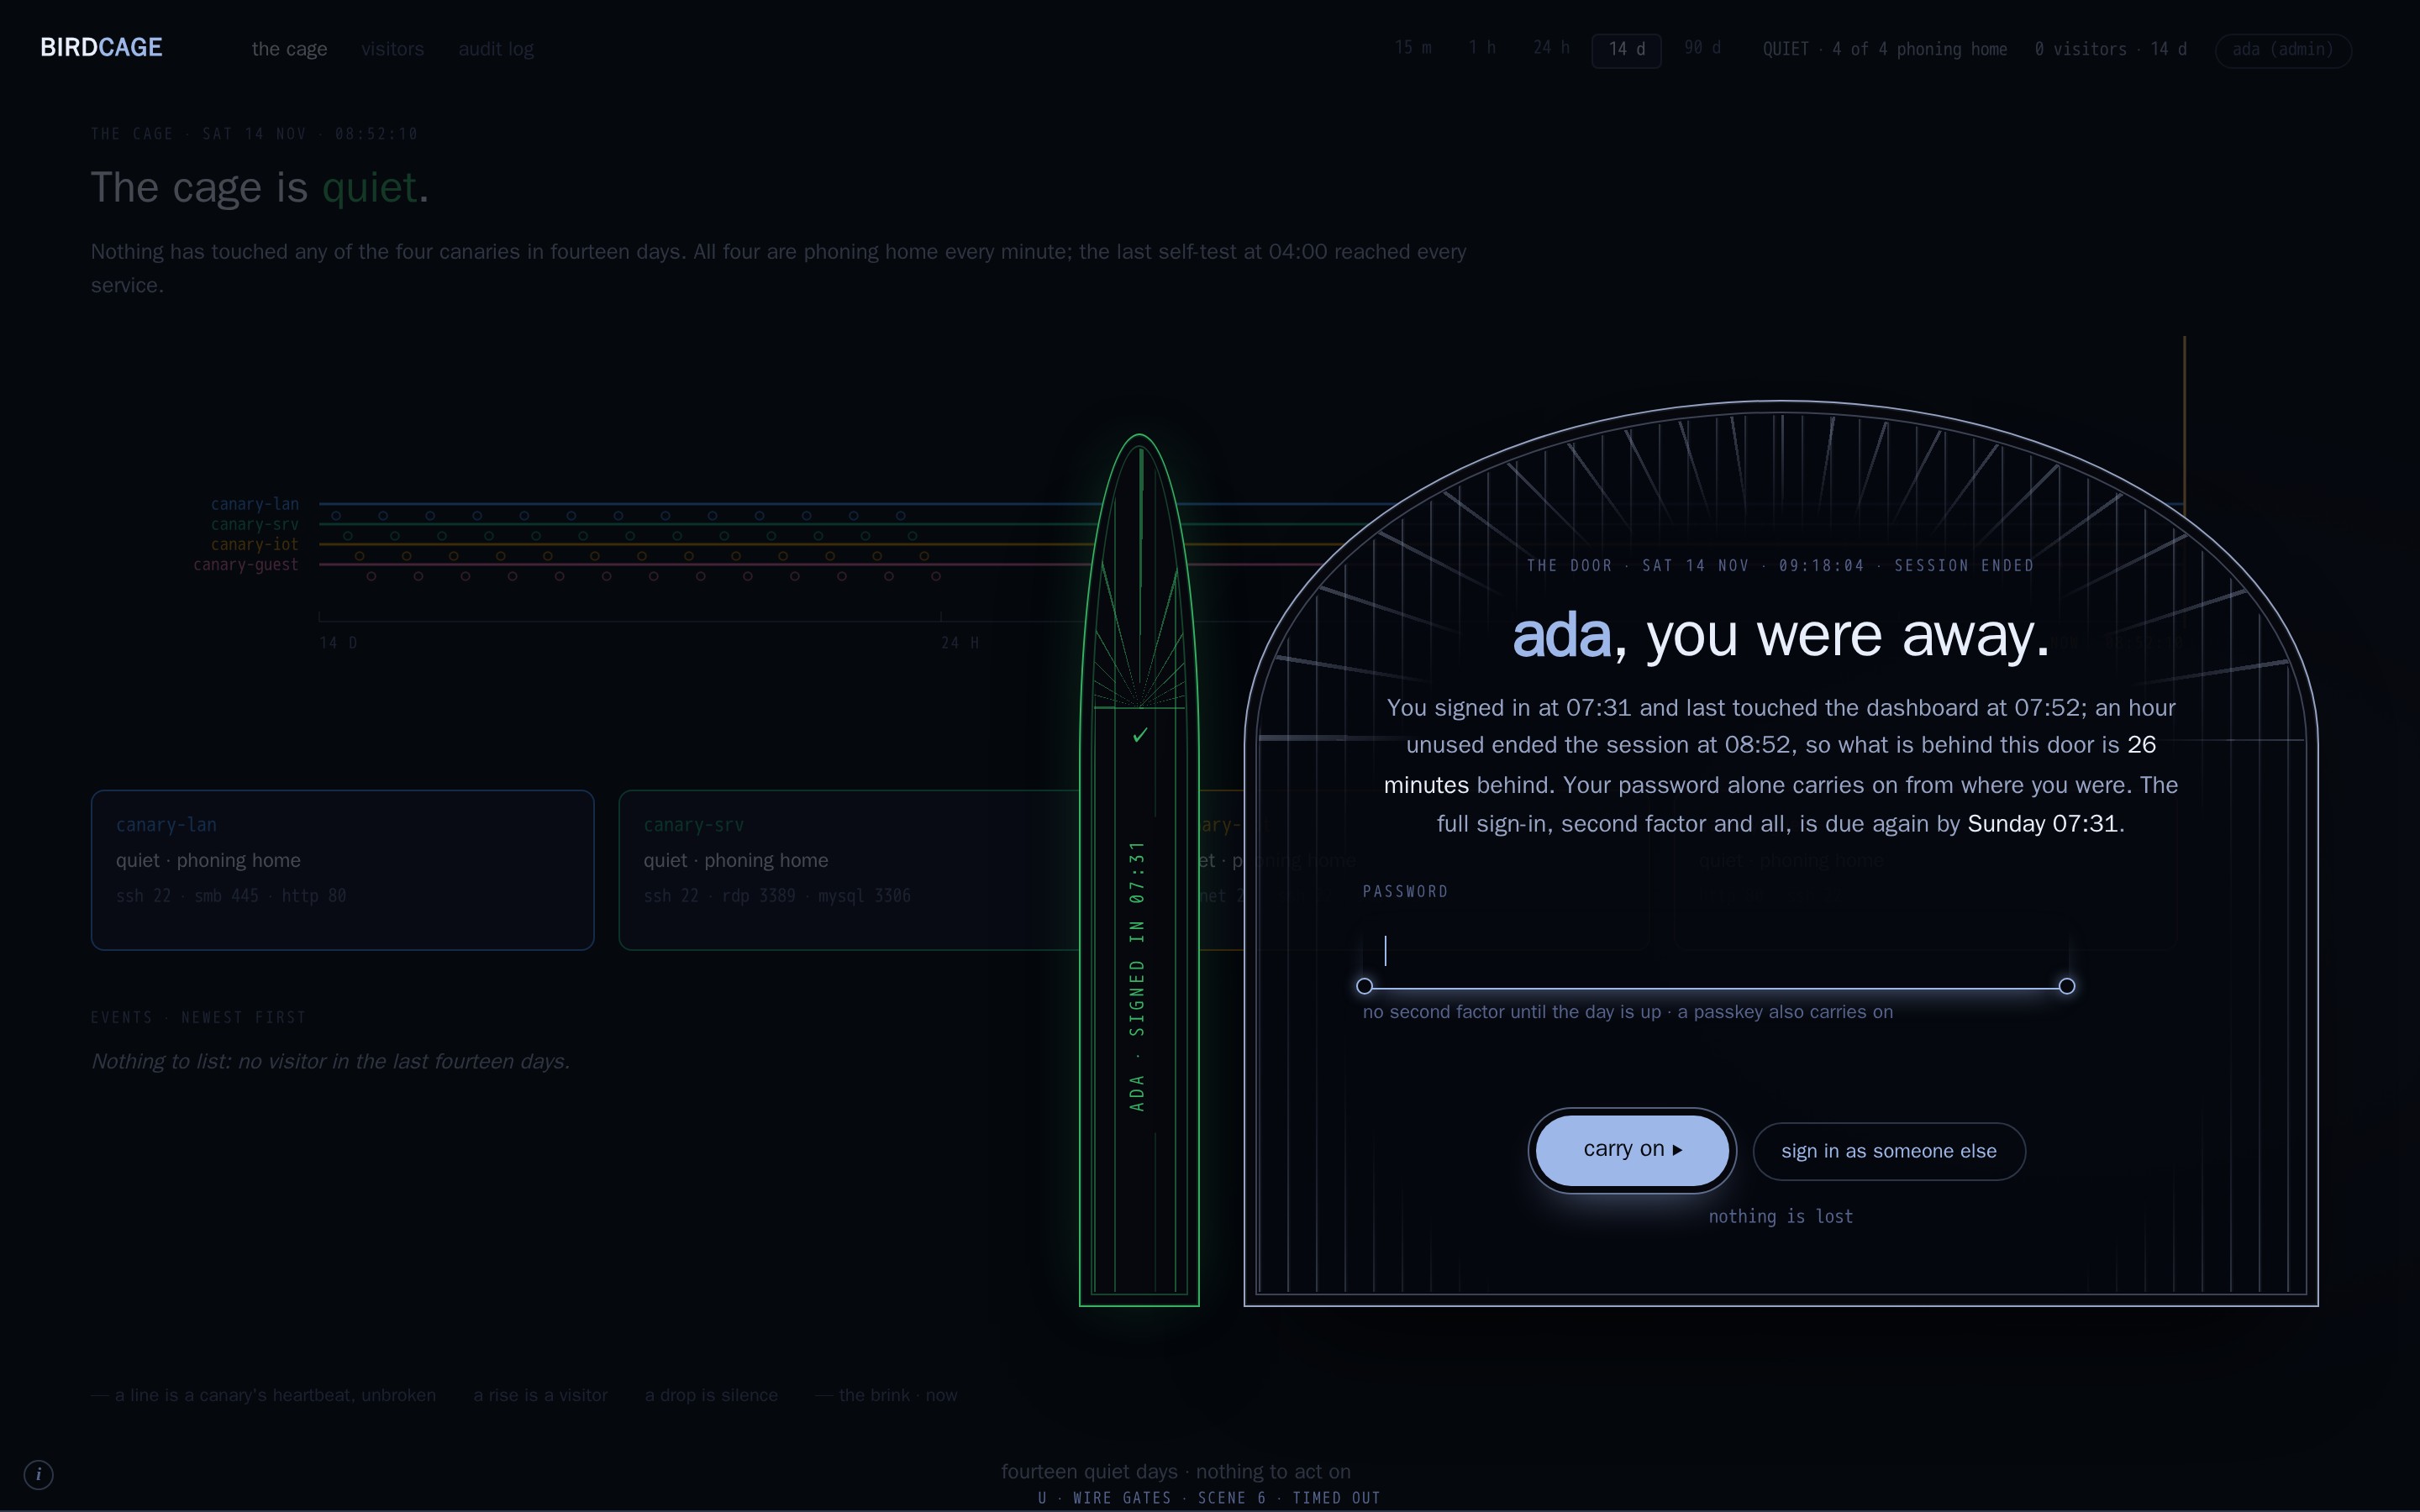 BIRDCAGE the cage visitors audit log 15 m 1 h 24 h 14 d 90 d QUIET · 4 of 4 phoning home 0 visitors · 14 d ada (admin)
THE CAGE · SAT 14 NOV · 08:52:10
The cage is quiet.
Nothing has touched any of the four canaries in fourteen days. All four are phoning home every minute; the last self-test at 04:00 reached every
service.
canary-lan
canary-srv
canary-iot
canary-guest
14 D 24 H
canary-lan
quiet · phoning home
ssh 22 · smb 445 · http 80
canary-srv
quiet · phoning home
ssh 22 · rdp 3389 · mysql 3306
quiet · phoning home
EVENTS · NEWEST FIRST
Nothing to list: no visitor in the last fourteen days.
✓
ADA · SIGNED IN 07:31
THE DOOR · SAT 14 NOV · 09:18:04 · SESSION ENDED
ada, you were away.
You signed in at 07:31 and last touched the dashboard at 07:52; an hour
unused ended the session at 08:52, so what is behind this door is 26
minutes behind. Your password alone carries on from where you were. The
full sign-in, second factor and all, is due again by Sunday 07:31.
PASSWORD
no second factor until the day is up · a passkey also carries on
carry on ▸ sign in as someone else
nothing is lost
— a line is a canary's heartbeat, unbroken a rise is a visitor a drop is silence — the brink · now
i
fourteen quiet days · nothing to act on
U · WIRE GATES · SCENE 6 · TIMED OUT